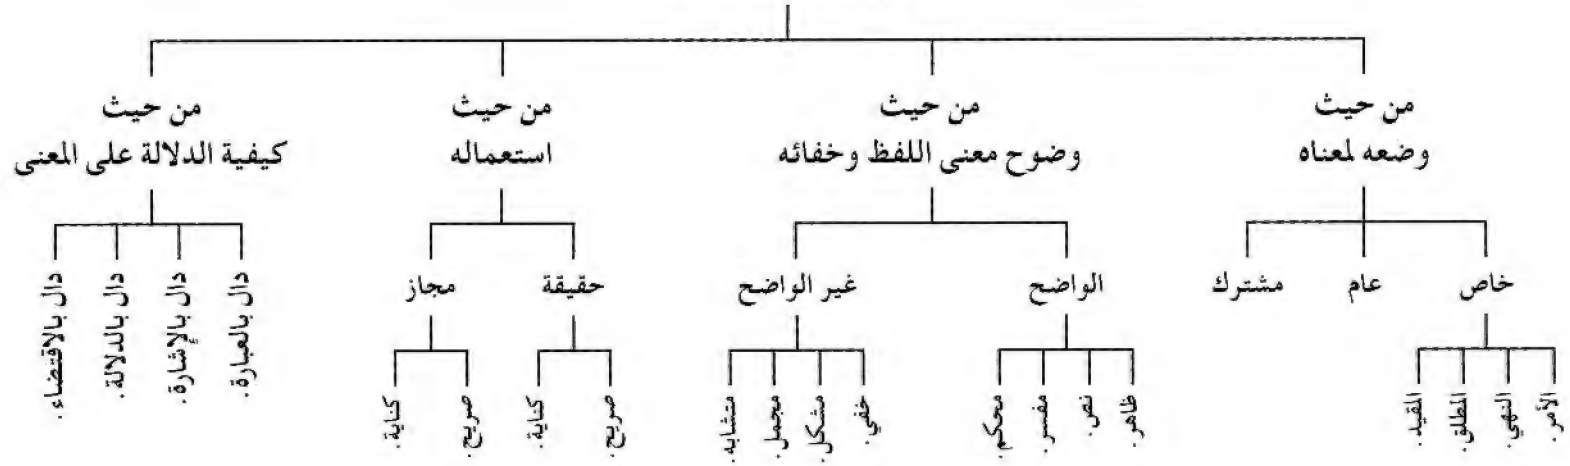 من حيث
وضعه لمعناه
خاص
عام
مشترك
الأمر.
النهي.
المطلق.
المقيد.
من حيث
وضوح معنى اللفظ وخفائه
الواضح
غير الواضح
ظاهر.
نص.
مفسر.
محكم.
خفي.
مشكل.
مجمل.
متشابه.
من حيث
استعماله
حقيقة
مجاز
صريح.
كناية.
صريح.
كناية.
من حيث
كيفية الدلالة على المعنى
دال بالعبارة.
دال بالإشارة.
دال بالدلالة.
دال بالاقتضاء.